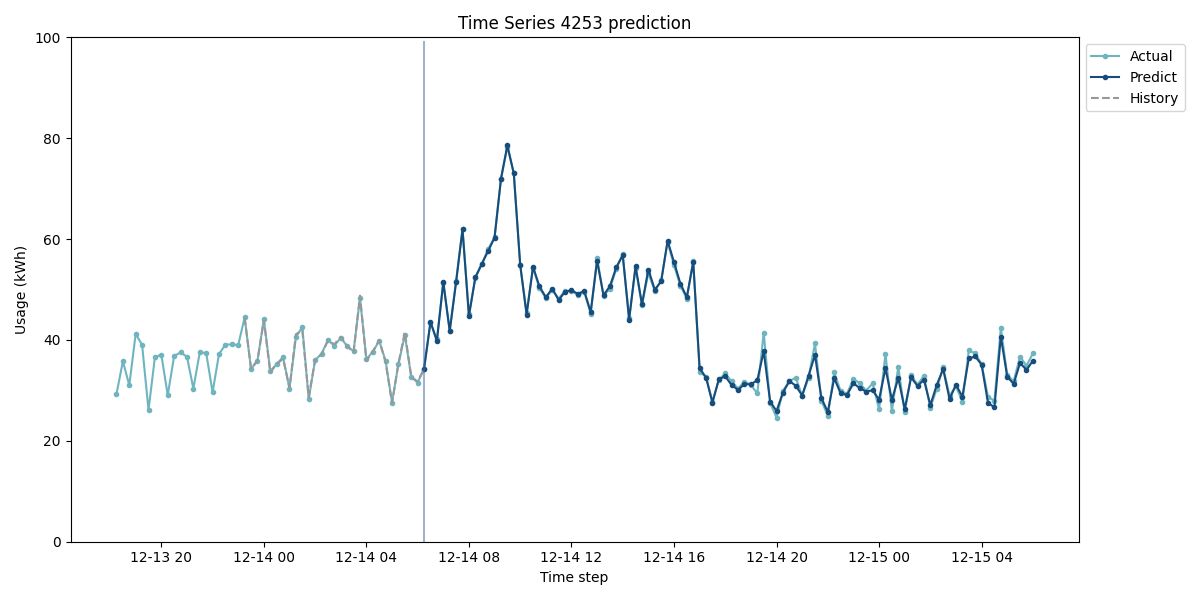 Time Series 4253 prediction
100
80
60
40
20
0
Usage (kWh)
12-13 20
12-14 00
12-14 04
12-14 08
12-14 12
12-14 16
12-14 20
12-15 00
12-15 04
Time step
Actual
Predict
History